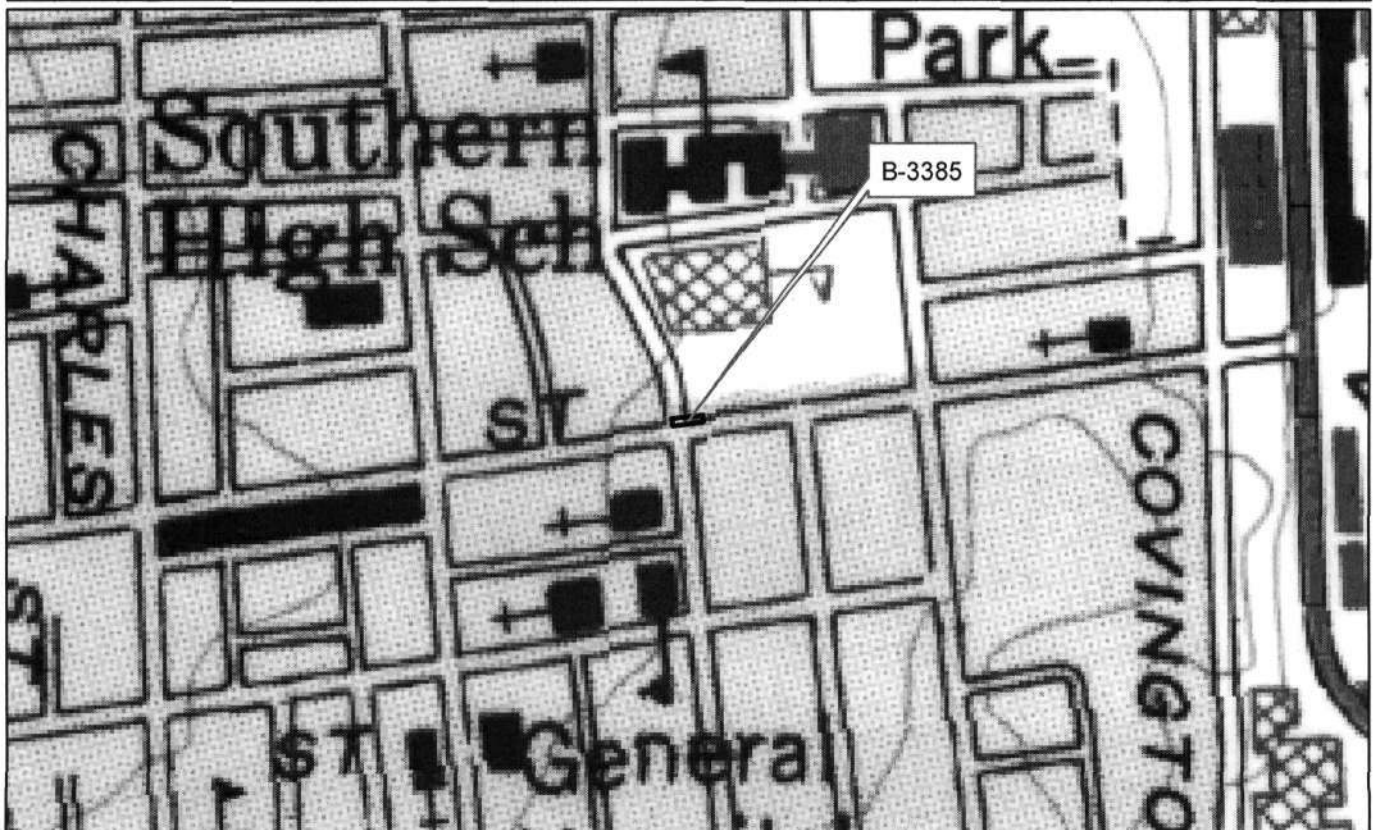 Park
Southern
High Sch
CHARLES
B-3385
ST
COVINGTO
ST
ST
General